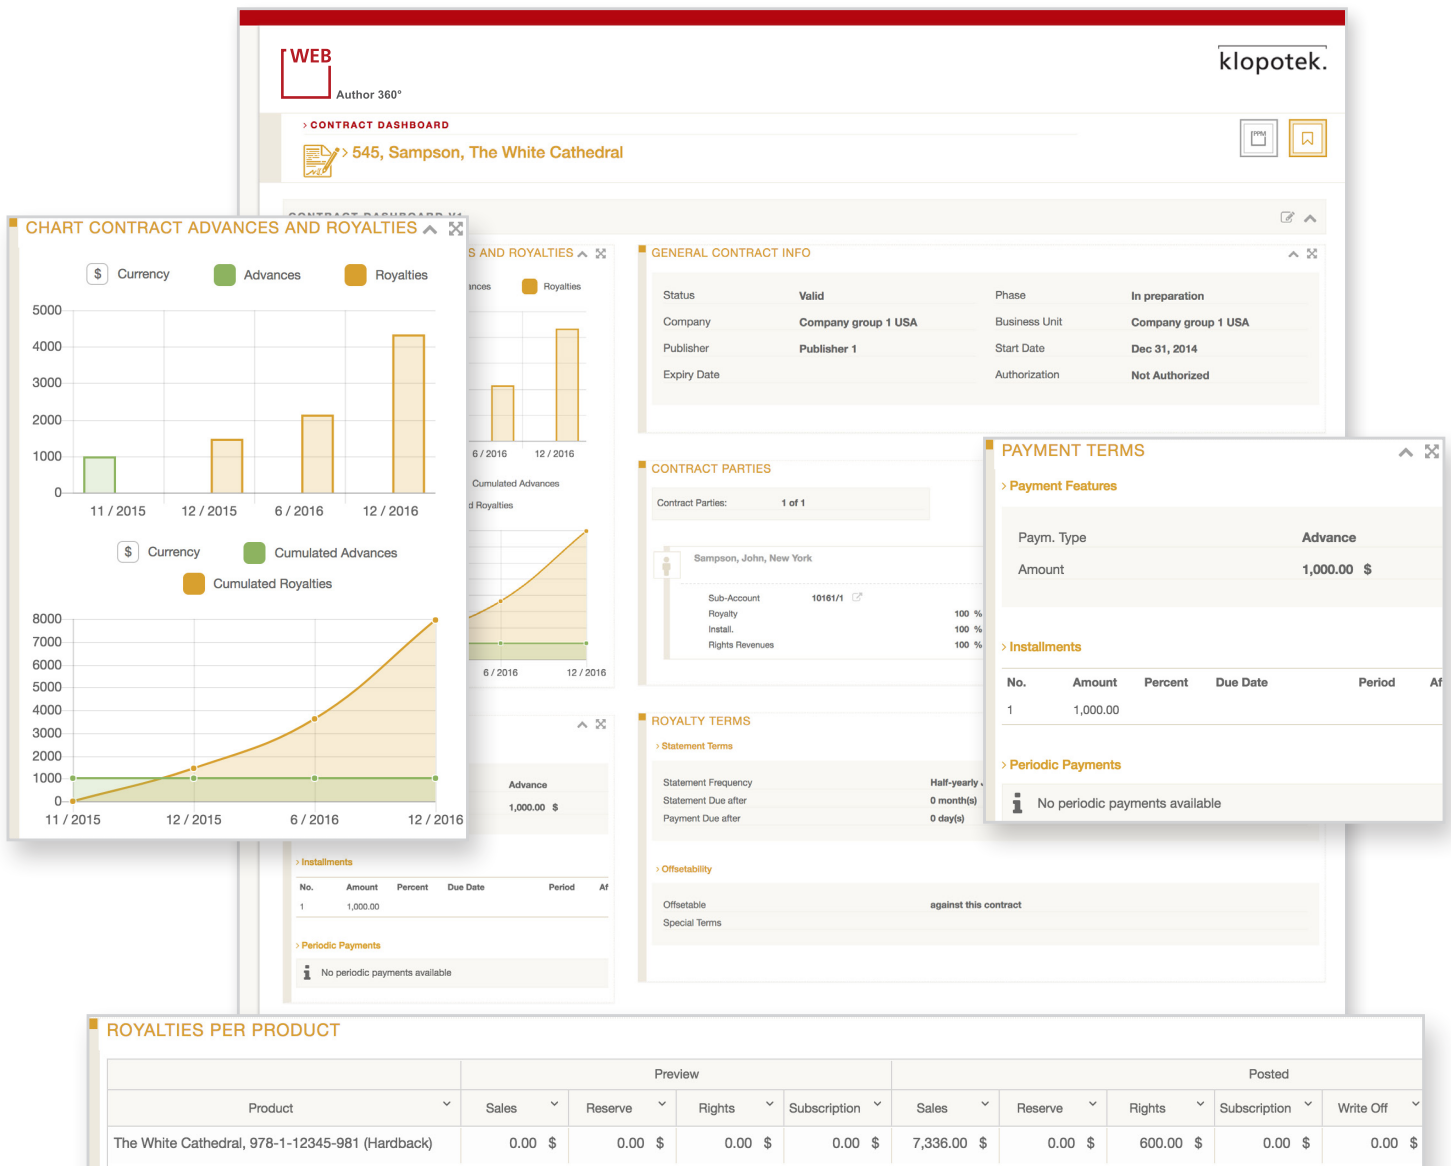 WEB
Author 360°
klopotek.
> CONTRACT DASHBOARD
PPM
> 545, Sampson, The White Cathedral
CHART CONTRACT ADVANCES AND ROYALTIES
$ Currency Advances Royalties
5000
4000
3000
2000
1000
0
11 / 2015 12 / 2015 6 / 2016 12 / 2016
$ Currency Cumulated Advances
Cumulated Royalties
8000
7000
6000
5000
4000
3000
2000
1000
0
11 / 2015 12 / 2015 6 / 2016 12 / 2016
S AND ROYALTIES
ances Royalties
6 / 2016 12 / 2016
Cumulated Advances
d Royalties
6 / 2016 12 / 2016
GENERAL CONTRACT INFO
Status Valid Phase In preparation
Company Company group 1 USA Business Unit Company group 1 USA
Publisher Publisher 1 Start Date Dec 31, 2014
Expiry Date Authorization Not Authorized
CONTRACT PARTIES
Contract Parties: 1 of 1
Sampson, John, New York
Sub-Account 10161/1
Royalty 100 %
Install. 100 %
Rights Revenues 100 %
PAYMENT TERMS
> Payment Features
Paym. Type Advance
Amount 1,000.00 $
> Installments
No. Amount Percent Due Date Period Af
1 1,000.00
> Periodic Payments
No periodic payments available
ROYALTY TERMS
> Statement Terms
Statement Frequency Half-yearly
Statement Due after 0 month(s)
Payment Due after 0 day(s)
> Offsetability
Offsetable against this contract
Special Terms
Advance
1,000.00 $
> Installments
No. Amount Percent Due Date Period Af
1 1,000.00
> Periodic Payments
No periodic payments available
ROYALTIES PER PRODUCT
Preview Posted
Product Sales Reserve Rights Subscription Sales Reserve Rights Subscription Write Off
The White Cathedral, 978-1-12345-981 (Hardback) 0.00 $ 0.00 $ 0.00 $ 0.00 $ 7,336.00 $ 0.00 $ 600.00 $ 0.00 $ 0.00 $